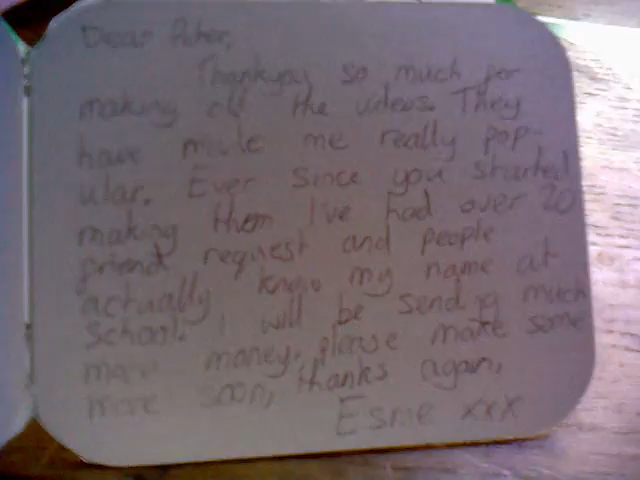 Dear Peter,
Thankyou so much for
making all the videos. They
have made me really pop-
ular. Ever since you started
making them I've had over 20
friend request and people
actually know my name at
school! I will be sending much
more money, please make some
more soon, thanks again,
Esme xxx